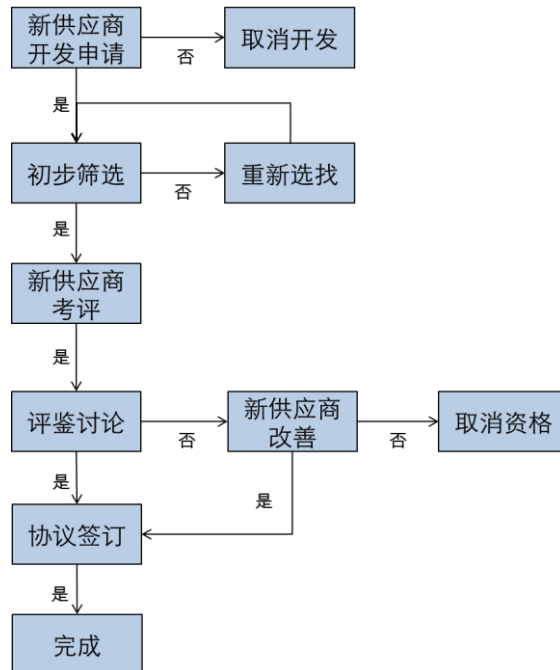 新供应商
开发申请
否
取消开发
是
初步筛选
否
重新选找
是
新供应商
考评
是
评鉴讨论
否
新供应商
改善
否
取消资格
是
是
协议签订
是
完成